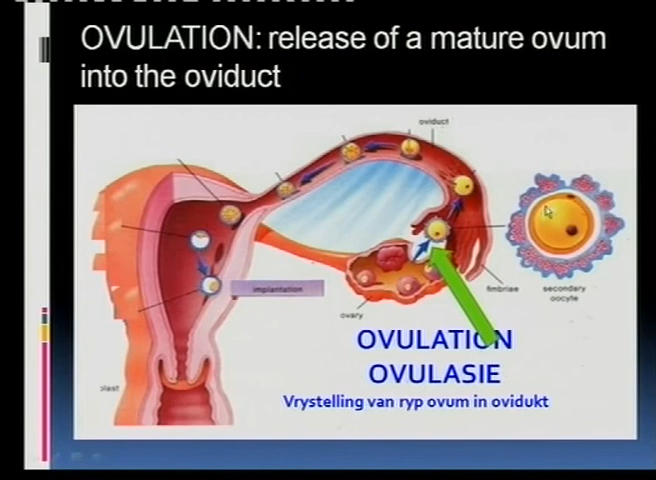 OVULATION: release of a mature ovum
into the oviduct
oviduct
implantation
fimbriae
secondary
oocyte
ovary
OVULATION
OVULASIE
Vrystelling van ryp ovum in ovidukt